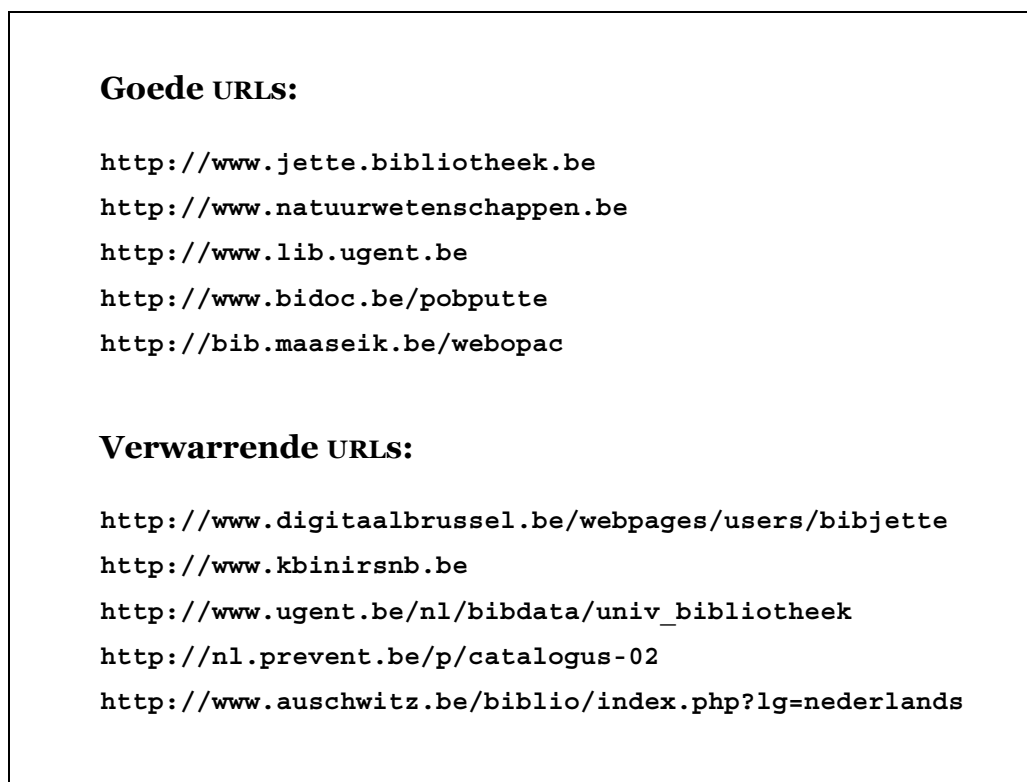 Goede URLs:
http://www.jette.bibliotheek.be
http://www.natuurwetenschappen.be
http://www.lib.ugent.be
http://www.bidoc.be/pobputte
http://bib.maaseik.be/webopac
Verwarrende URLs:
http://www.digitaalbrussel.be/webpages/users/bibjette
http://www.kbinirsnb.be
http://www.ugent.be/nl/bibdata/univ_bibliotheek
http://nl.prevent.be/p/catalogus-02
http://www.auschwitz.be/biblio/index.php?lg=nederlands